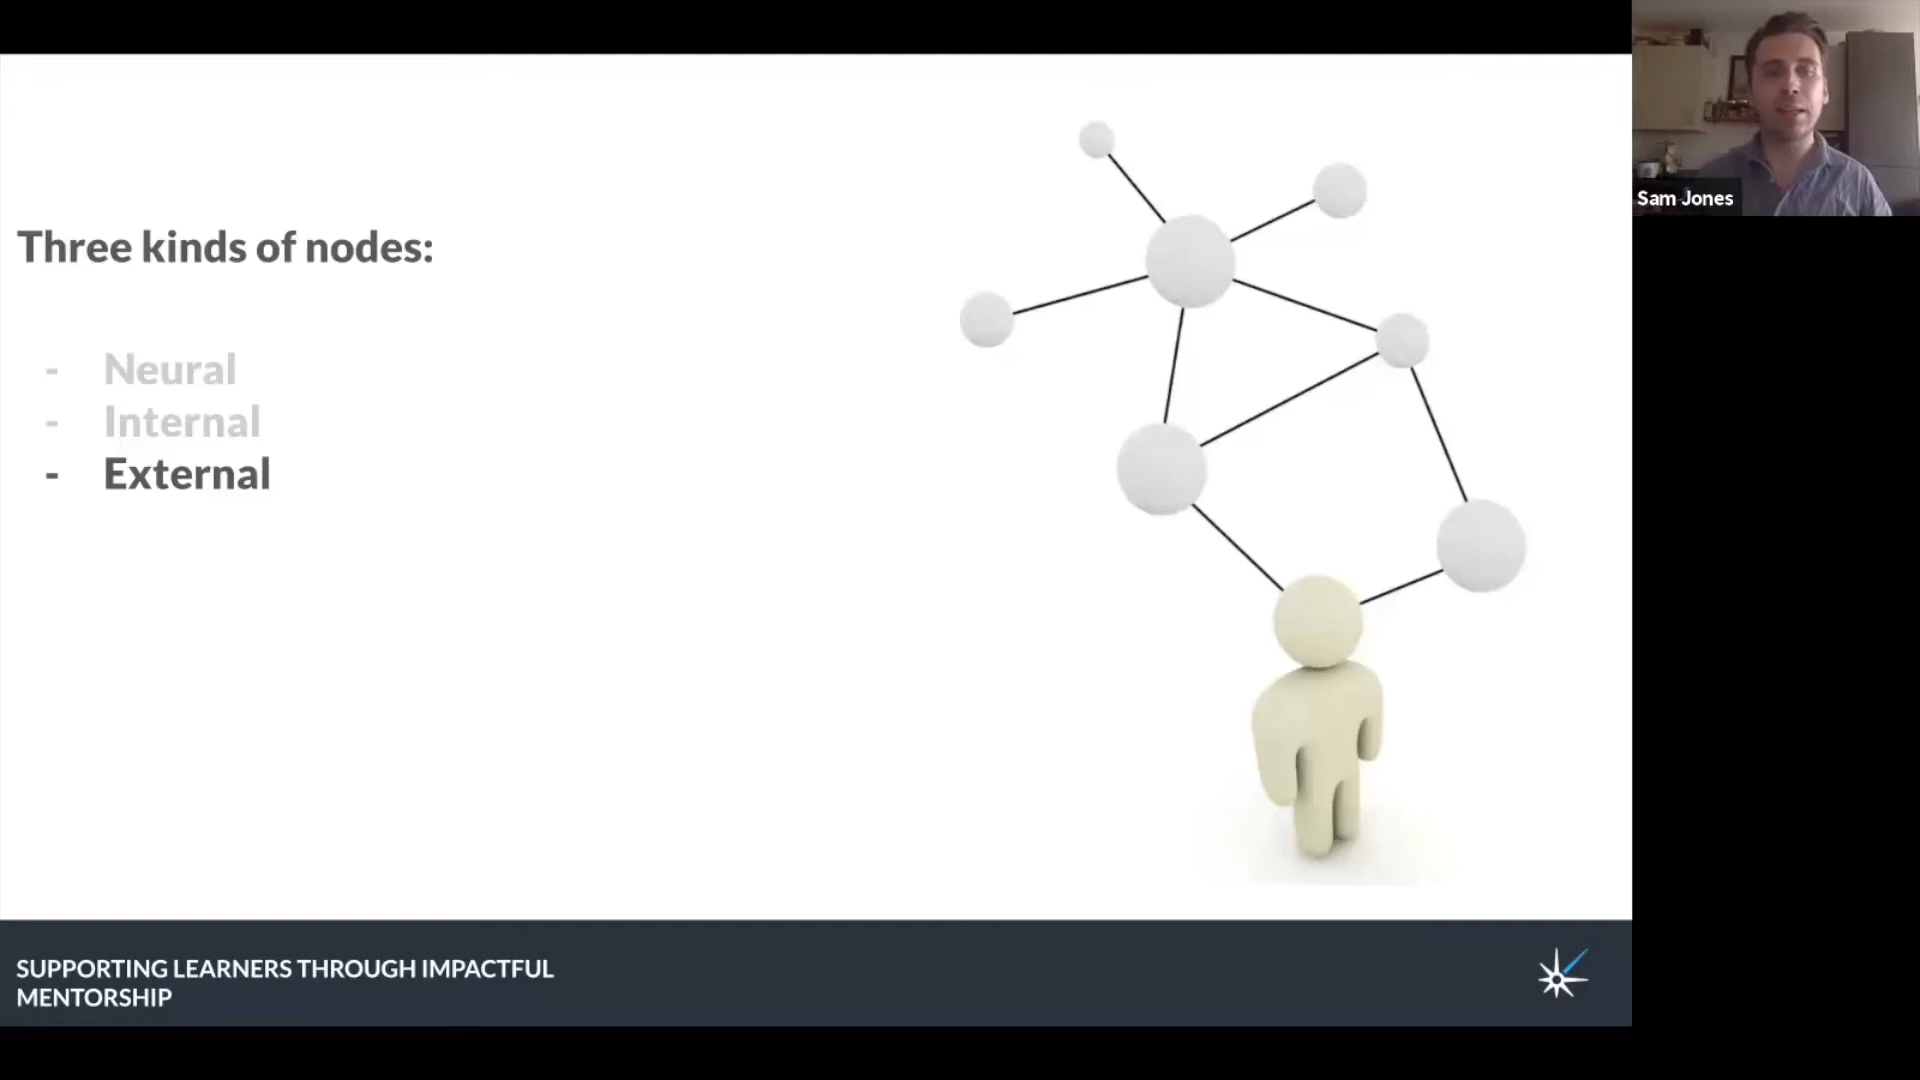 Three kinds of nodes:
- Neural
- Internal
- External
SUPPORTING LEARNERS THROUGH IMPACTFUL
MENTORSHIP
Sam Jones